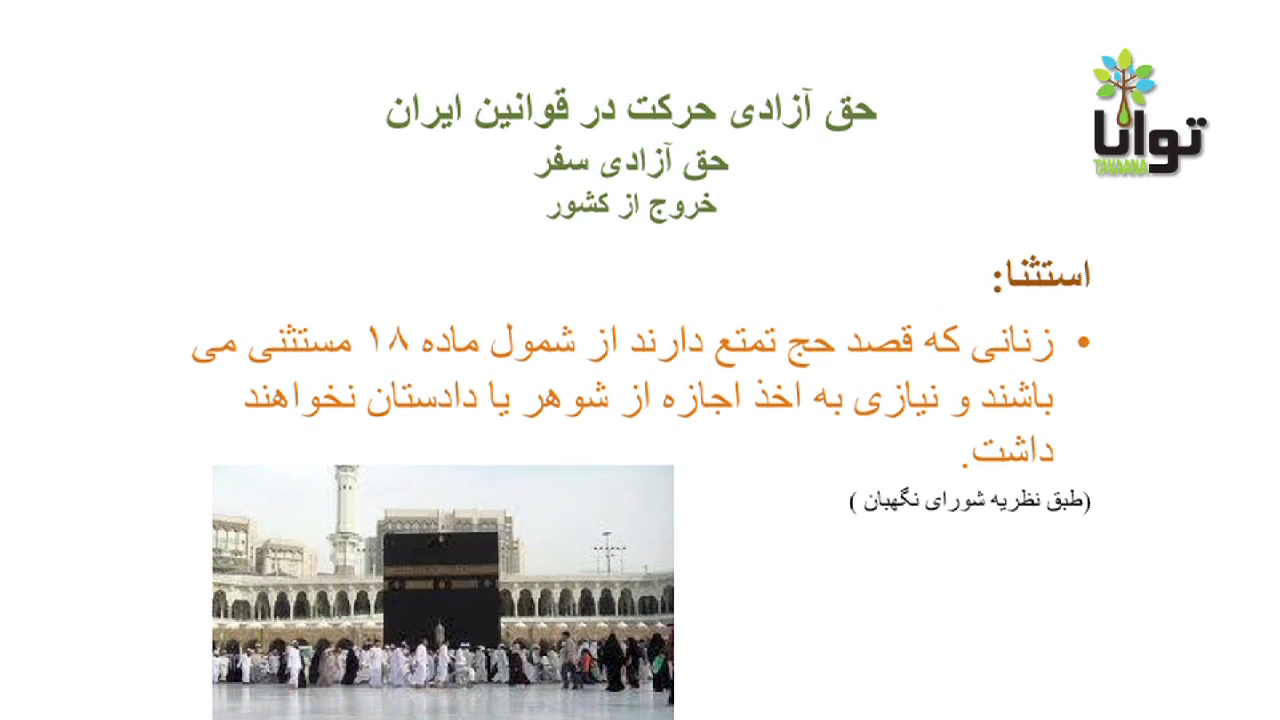 حق آزادی حرکت در قوانین ایران
حق آزادی سفر
خروج از کشور
توانا
TAVAANA
استثنا:
• زنانی که قصد حج تمتع دارند از شمول ماده ۱۸ مستثنی می
باشند و نیازی به اخذ اجازه از شوهر یا دادستان نخواهند
داشت.
(طبق نظریه شورای نگهبان )